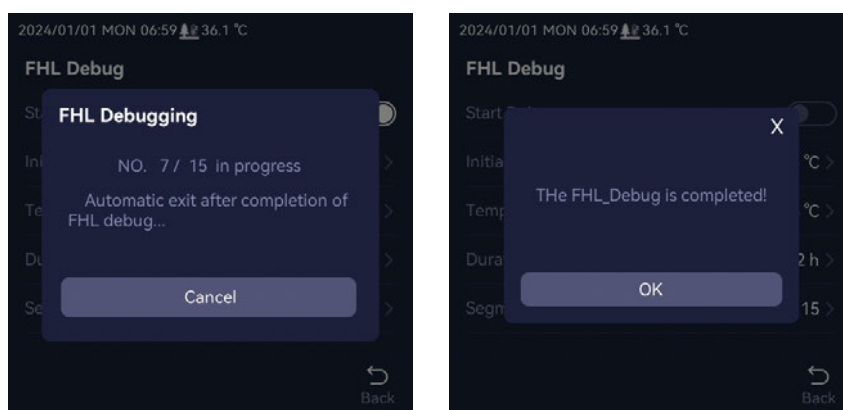 2024/01/01 MON 06:59 36.1 ℃
FHL Debug
FHL Debugging
NO. 7 / 15 in progress
Automatic exit after completion of
FHL debug...
Cancel
Back
2024/01/01 MON 06:59 36.1 ℃
FHL Debug
Start
X
℃
THe FHL_Debug is completed!
℃
2 h
OK
15
Back